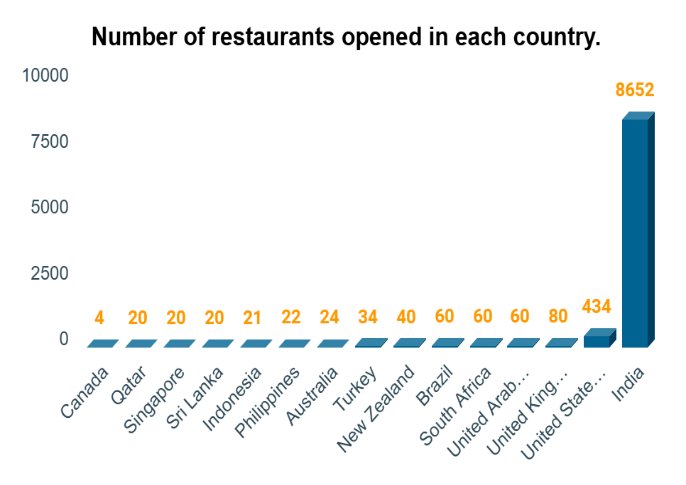 Number of restaurants opened in each country.
10000
7500
5000
2500
0
4
20
20
20
21
22
24
34
40
60
60
60
80
434
8652
Canada
Qatar
Singapore
Sri Lanka
Indonesia
Philippines
Australia
Turkey
New Zealand
Brazil
South Africa
United Arab…
United King…
United State…
India